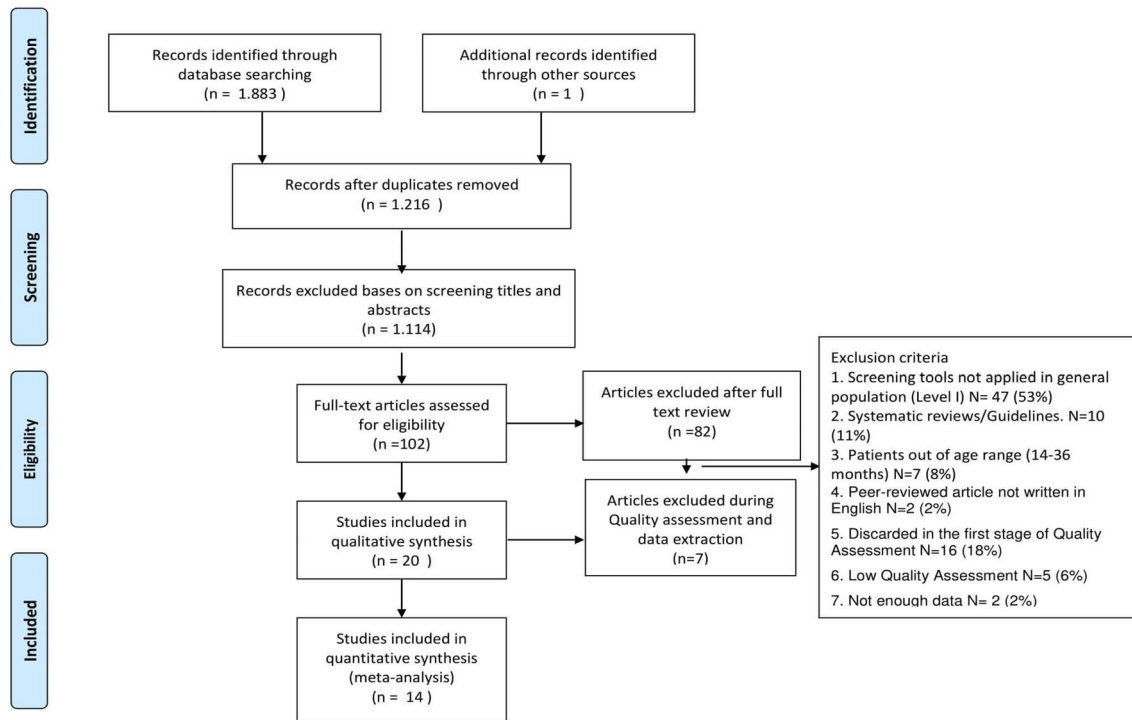 Identification
Records identified through
database searching
(n = 1.883 )
Additional records identified
through other sources
(n = 1 )
Records after duplicates removed
(n = 1.216 )
Screening
Records excluded bases on screening titles and
abstracts
(n = 1.114)
Eligibility
Full-text articles assessed
for eligibility
(n =102)
Articles excluded after full
text review
(n =82)
Exclusion criteria
1. Screening tools not applied in general
population (Level I) N= 47 (53%)
2. Systematic reviews/Guidelines. N=10
(11%)
3. Patients out of age range (14-36
months) N=7 (8%)
4. Peer-reviewed article not written in
English N=2 (2%)
5. Discarded in the first stage of Quality
Assessment N=16 (18%)
6. Low Quality Assessment N=5 (6%)
7. Not enough data N= 2 (2%)
Studies included in
qualitative synthesis
(n = 20 )
Articles excluded during
Quality assessment and
data extraction
(n=7)
Included
Studies included in
quantitative synthesis
(meta-analysis)
(n = 14 )